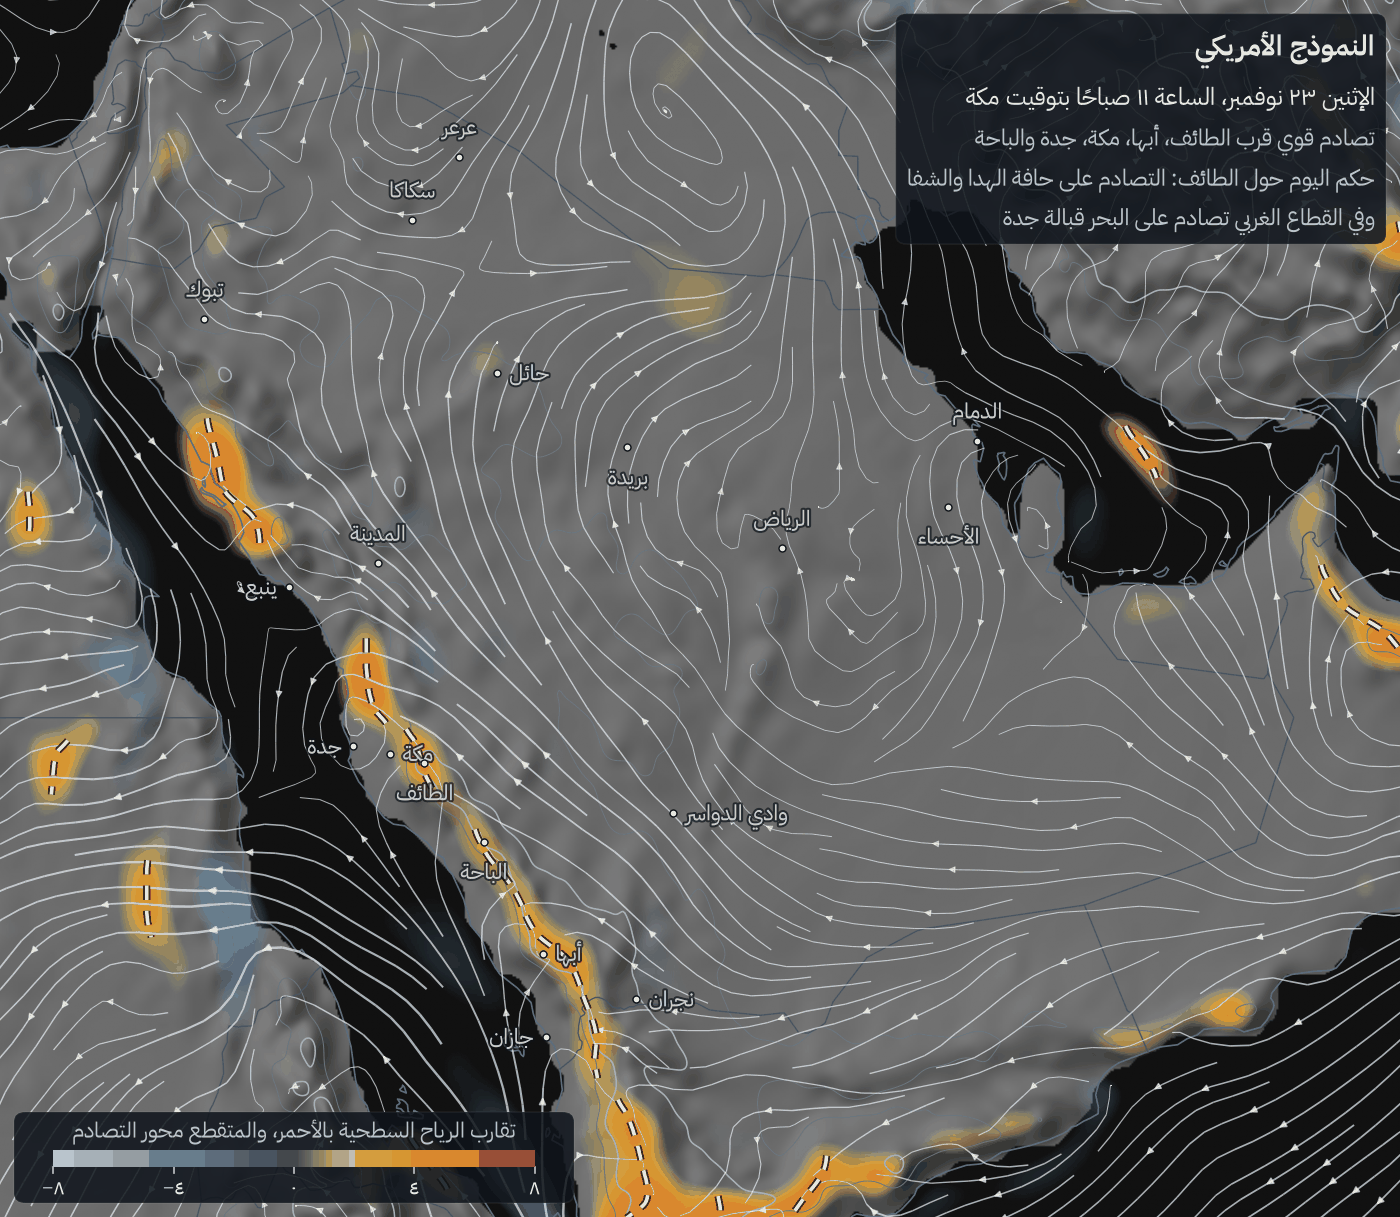 النموذج الأمريكي
الإثنين ٢٣ نوفمبر، الساعة ١١ صباحًا بتوقيت مكة
تصادم قوي قرب الطائف، أبها، مكة، جدة والباحة
حكم اليوم حول الطائف: التصادم على حافة الهدا والشفا
وفي القطاع الغربي تصادم على البحر قبالة جدة
عرعر
سكاكا
تبوك
حائل
الدمام
بريدة
الرياض
الأحساء
المدينة
ينبع
جدة
مكة
الطائف
وادي الدواسر
الباحة
أبها
نجران
جازان
تقارب الرياح السطحية بالأحمر، والمتقطع محور التصادم
−٨ −٤ ٠ ٤ ٨